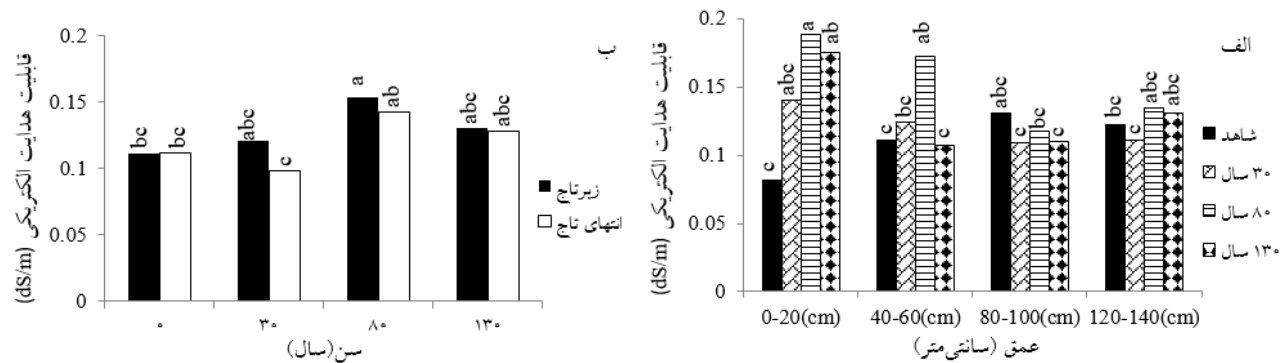 الف
قابلیت هدایت الکتریکی (dS/m)
0.2
0.15
0.1
0.05
0
c
abc
a
ab
c
bc
ab
c
abc
c
c
c
bc
c
abc
abc
0-20(cm)
40-60(cm)
80-100(cm)
120-140(cm)
عمق (سانتی‌متر)
شاهد
۳۰ سال
۸۰ سال
۱۳۰ سال
ب
قابلیت هدایت الکتریکی (dS/m)
0.2
0.15
0.1
0.05
0
bc
bc
abc
c
a
ab
abc
abc
۰
۳۰
۸۰
۱۳۰
سن(سال)
زیرتاج
انتهای تاج